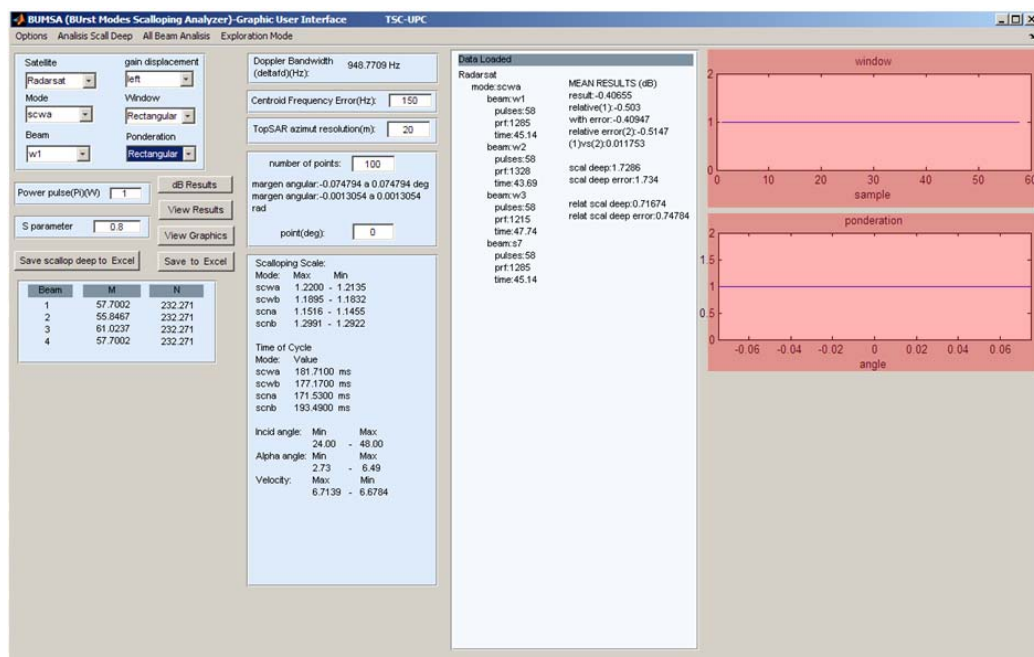 BUMSA (BUrst Modes Scalloping Analyzer)-Graphic User Interface TSC-UPC
Options Analisis Scall Deep All Beam Analisis Exploration Mode
Satellite gain displacement
Radarsat left
Mode Window
scwa Rectangular
Beam Ponderation
w1 Rectangular
Power pulse(Pi)(W) 1
S parameter 0.8
dB Results
View Results
View Graphics
Save scallop deep to Excel Save to Excel
Beam M N
1 57.7002 232.271
2 55.8467 232.271
3 61.0237 232.271
4 57.7002 232.271
Doppler Bandwidth
(deltafd)(Hz): 948.7709 Hz
Centroid Frequency Error(Hz): 150
TopSAR azimut resolution(m): 20
number of points: 100
margen angular:-0.074794 a 0.074794 deg
margen angular:-0.0013054 a 0.0013054
rad
point(deg): 0
Scalloping Scale:
Mode: Max Min
scwa 1.2200 - 1.2135
scwb 1.1895 - 1.1832
scna 1.1516 - 1.1455
scnb 1.2991 - 1.2922
Time of Cycle
Mode: Value
scwa 181.7100 ms
scwb 177.1700 ms
scna 171.5300 ms
scnb 193.4900 ms
Incid angle: Min Max
24.00 - 48.00
Alpha angle: Min Max
2.73 - 6.49
Velocity: Max Min
6.7139 - 6.6784
Data Loaded
Radarsat
mode:scwa
beam:w1
pulses:58
prf:1285
time:45.14
beam:w2
pulses:58
prf:1328
time:43.69
beam:w3
pulses:58
prf:1215
time:47.74
beam:s7
pulses:58
prf:1285
time:45.14
MEAN RESULTS (dB)
result:-0.40655
relative(1):-0.503
with error:-0.40947
relative error(2):-0.5147
(1)vs(2):0.011753
scal deep:1.7286
scal deep error:1.734
relat scal deep:0.71674
relat scal deep error:0.74784
window
2
1
0
0 10 20 30 40 50 60
sample
ponderation
2
1.5
1
0.5
0
-0.06 -0.04 -0.02 0 0.02 0.04 0.06
angle